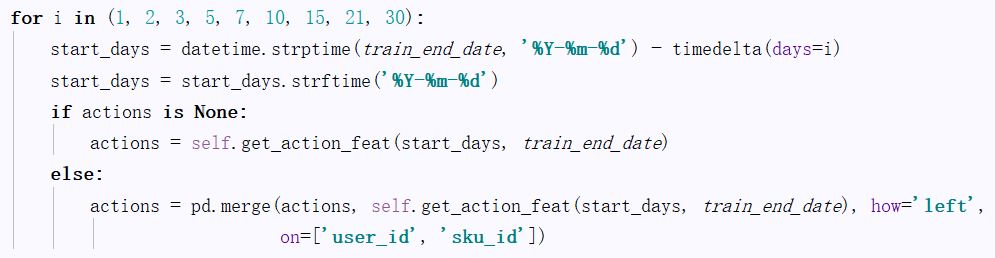 for i in (1, 2, 3, 5, 7, 10, 15, 21, 30):
    start_days = datetime.strptime(train_end_date, '%Y-%m-%d') - timedelta(days=i)
    start_days = start_days.strftime('%Y-%m-%d')
    if actions is None:
        actions = self.get_action_feat(start_days, train_end_date)
    else:
        actions = pd.merge(actions, self.get_action_feat(start_days, train_end_date), how='left',
                           on=['user_id', 'sku_id'])